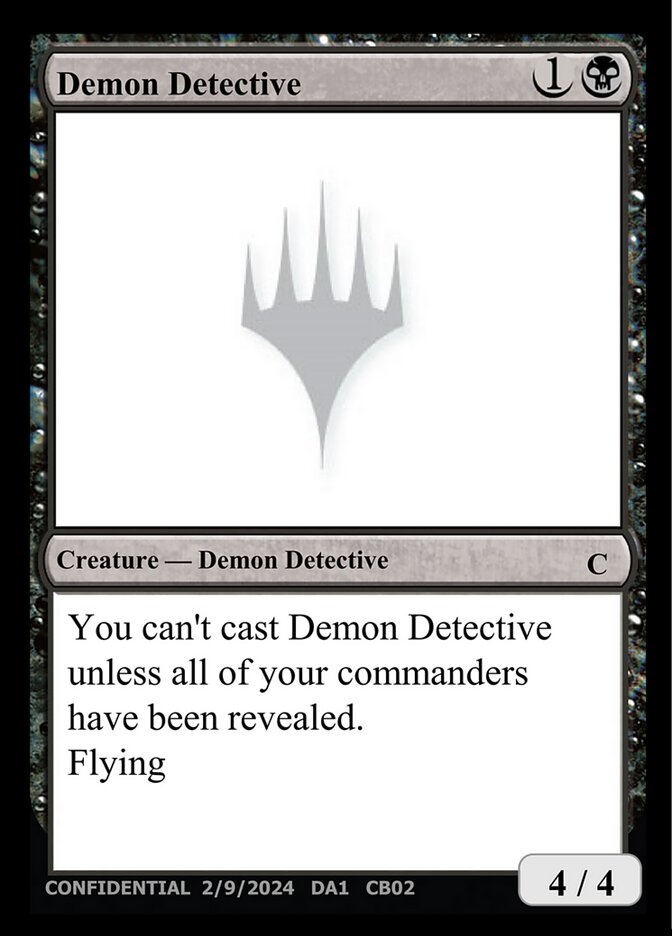 Demon Detective 1
Creature — Demon Detective C
You can't cast Demon Detective
unless all of your commanders
have been revealed.
Flying
4 / 4
CONFIDENTIAL 2/9/2024 DA1 CB02